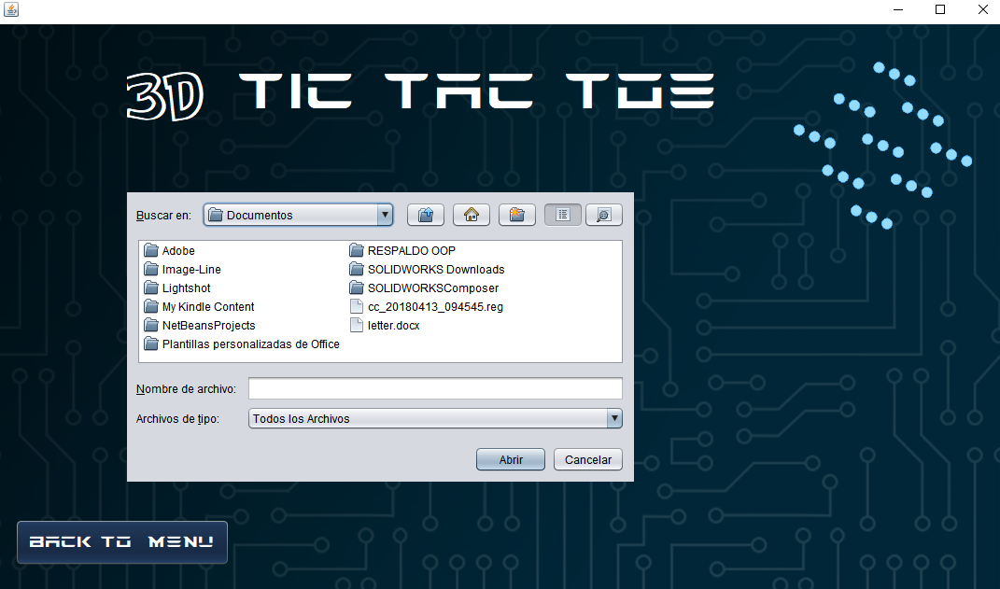 3D TIC TAC TOE
Buscar en: Documentos
Adobe
Image-Line
Lightshot
My Kindle Content
NetBeansProjects
Plantillas personalizadas de Office
RESPALDO OOP
SOLIDWORKS Downloads
SOLIDWORKSComposer
cc_20180413_094545.reg
letter.docx
Nombre de archivo:
Archivos de tipo: Todos los Archivos
Abrir Cancelar
BACK TO MENU